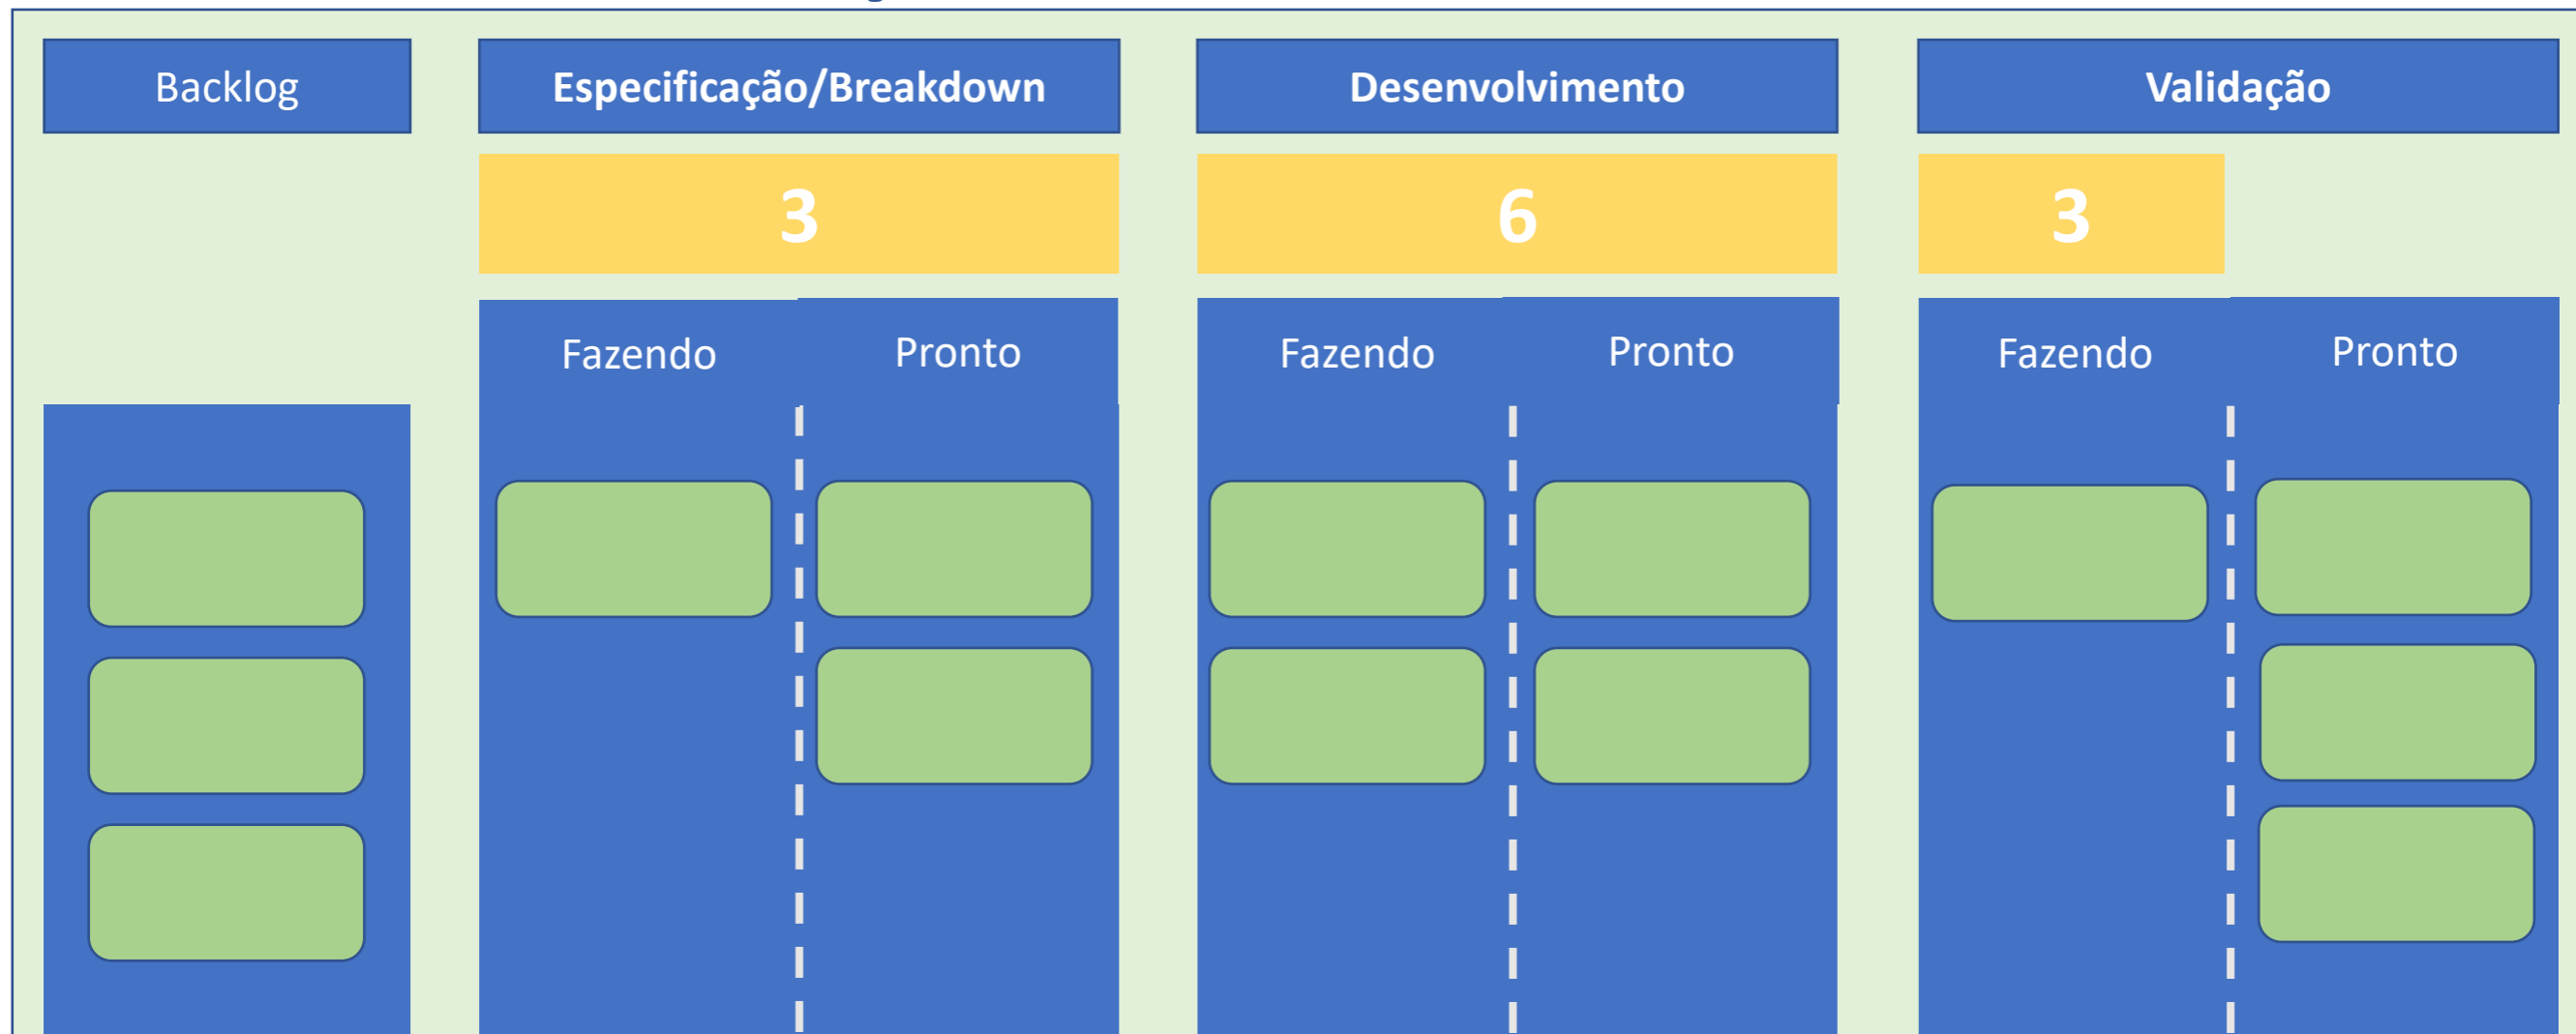 Backlog
Especificação/Breakdown
Desenvolvimento
Validação
3
6
3
Fazendo
Pronto
Fazendo
Pronto
Fazendo
Pronto